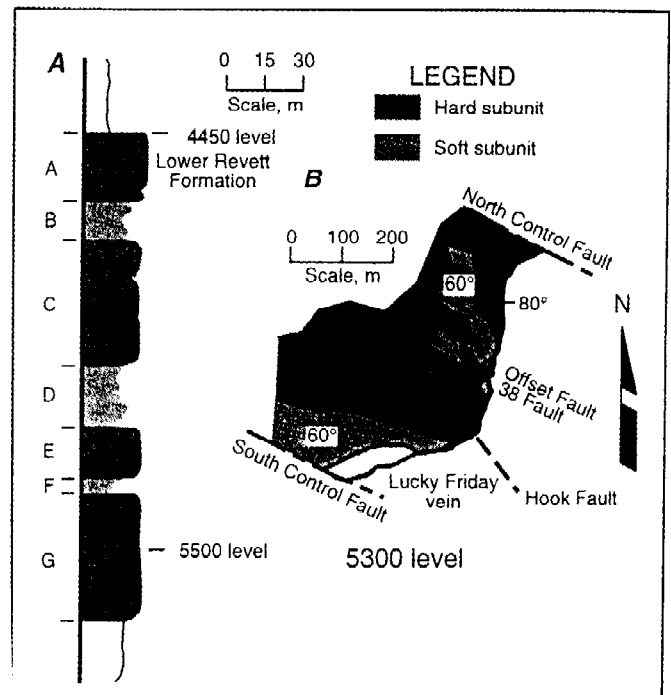 A
0 15 30
Scale, m
LEGEND
Hard subunit
Soft subunit
4450 level
Lower Revett
Formation
A
B
C
D
E
F
G
5500 level
B
0 100 200
Scale, m
North Control Fault
60°
80°
N
Offset Fault
38 Fault
60°
South Control Fault
Lucky Friday
vein
Hook Fault
5300 level